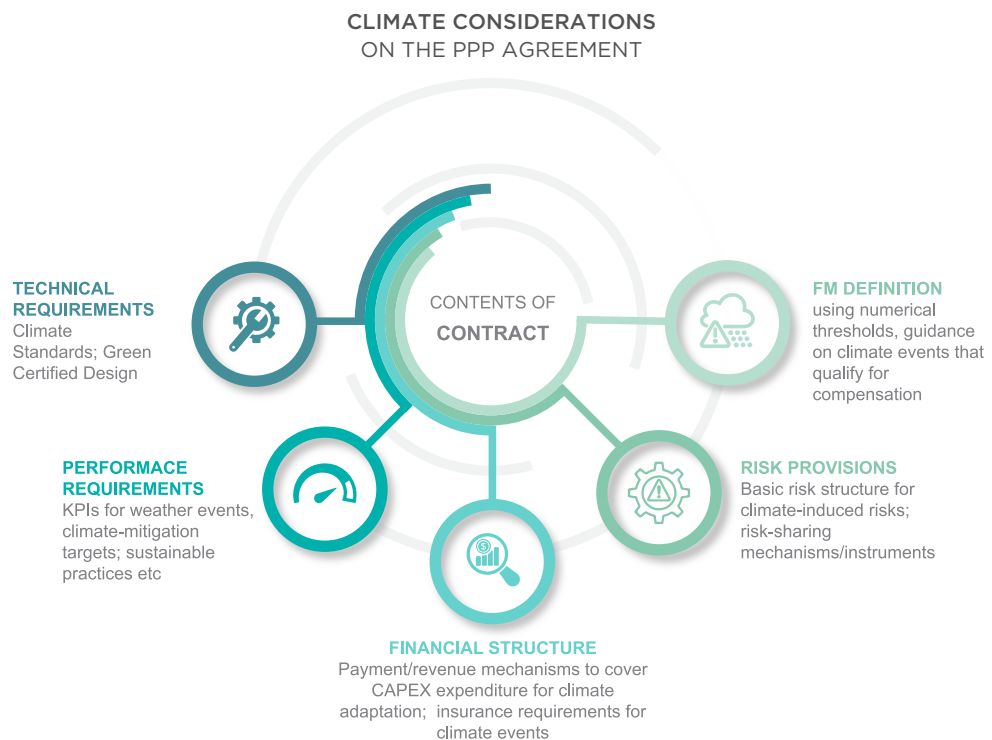 CLIMATE CONSIDERATIONS
ON THE PPP AGREEMENT
CONTENTS OF
CONTRACT
TECHNICAL
REQUIREMENTS
Climate
Standards; Green
Certified Design
PERFORMACE
REQUIREMENTS
KPIs for weather events,
climate-mitigation
targets; sustainable
practices etc
$
FINANCIAL STRUCTURE
Payment/revenue mechanisms to cover
CAPEX expenditure for climate
adaptation; insurance requirements for
climate events
RISK PROVISIONS
Basic risk structure for
climate-induced risks;
risk-sharing
mechanisms/instruments
FM DEFINITION
using numerical
thresholds, guidance
on climate events that
qualify for
compensation